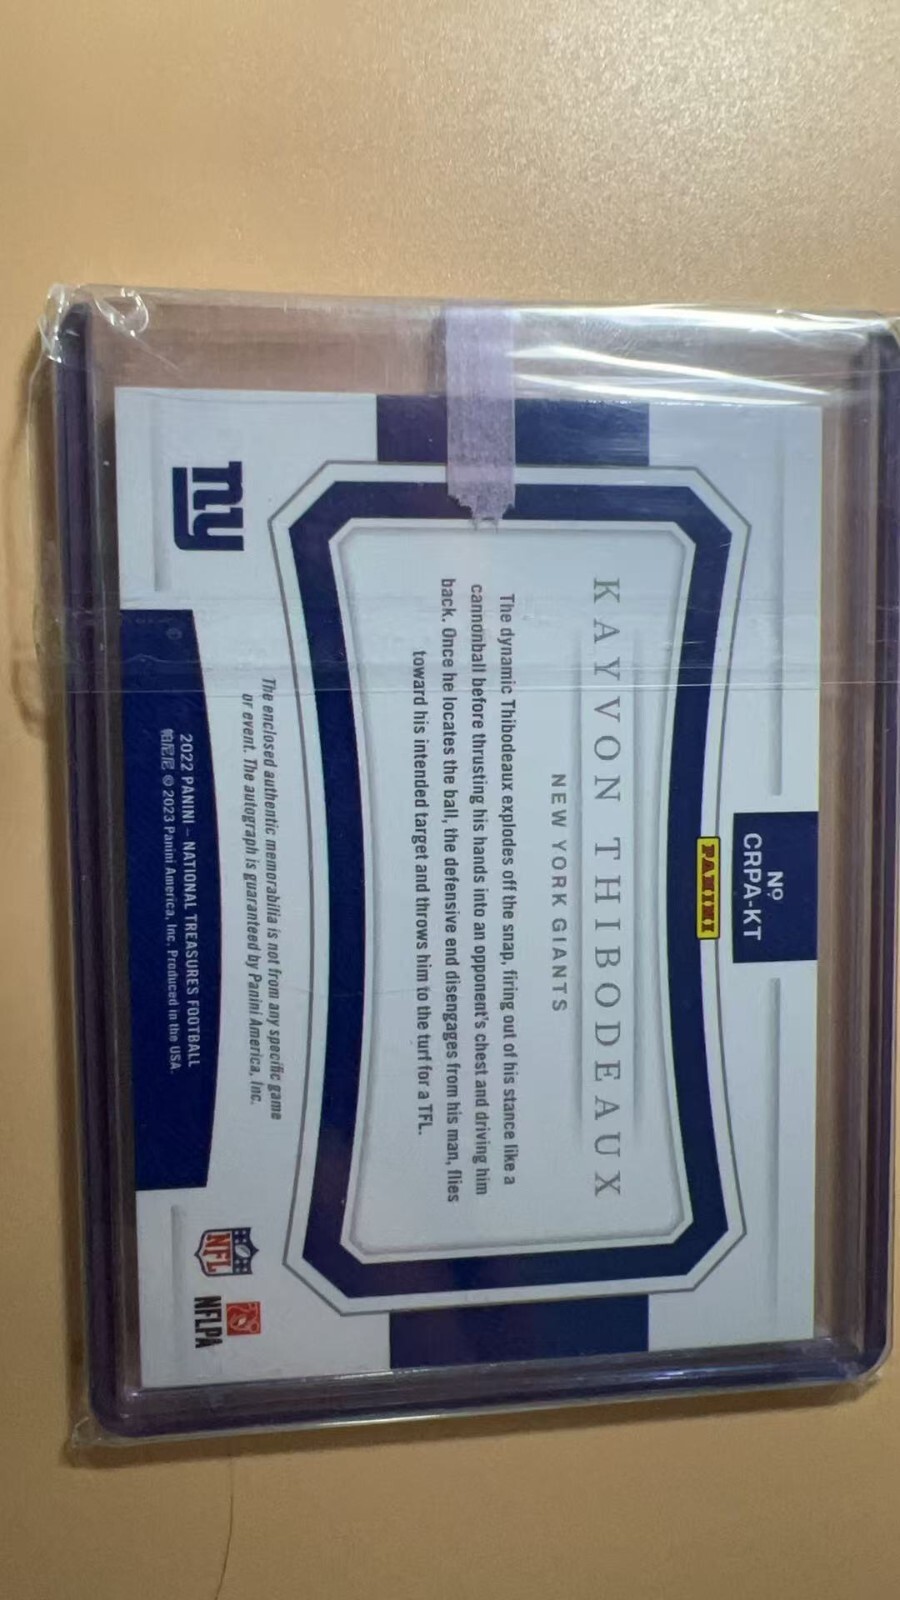 Nº
CRPA-KT
PANINI
KAYVON THIBODEAUX
NEW YORK GIANTS
The dynamic Thibodeaux explodes off the snap, firing out of his stance like a
cannonball before thrusting his hands into an opponent's chest and driving him
back. Once he locates the ball, the defensive end disengages from his man, flies
toward his intended target and throws him to the turf for a TFL.
The enclosed authentic memorabilia is not from any specific game
or event. The autograph is guaranteed by Panini America, Inc.
2022 PANINI – NATIONAL TREASURES FOOTBALL
帕尼尼 © 2023 Panini America, Inc. Produced in the USA.
ny
NFL
NFLPA